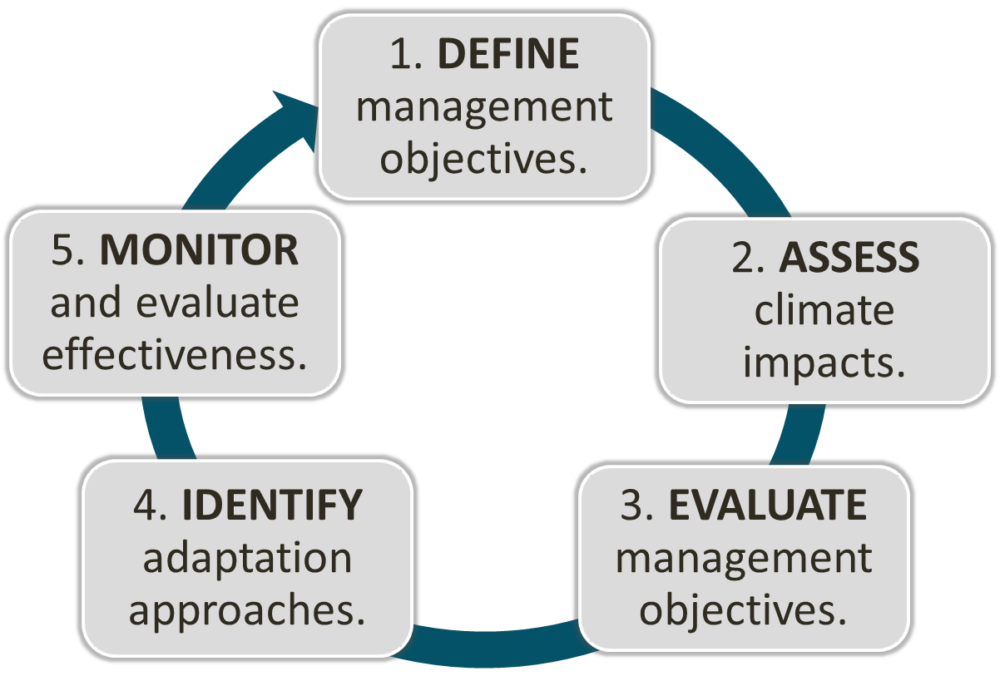 1. DEFINE
management
objectives.
2. ASSESS
climate
impacts.
3. EVALUATE
management
objectives.
4. IDENTIFY
adaptation
approaches.
5. MONITOR
and evaluate
effectiveness.